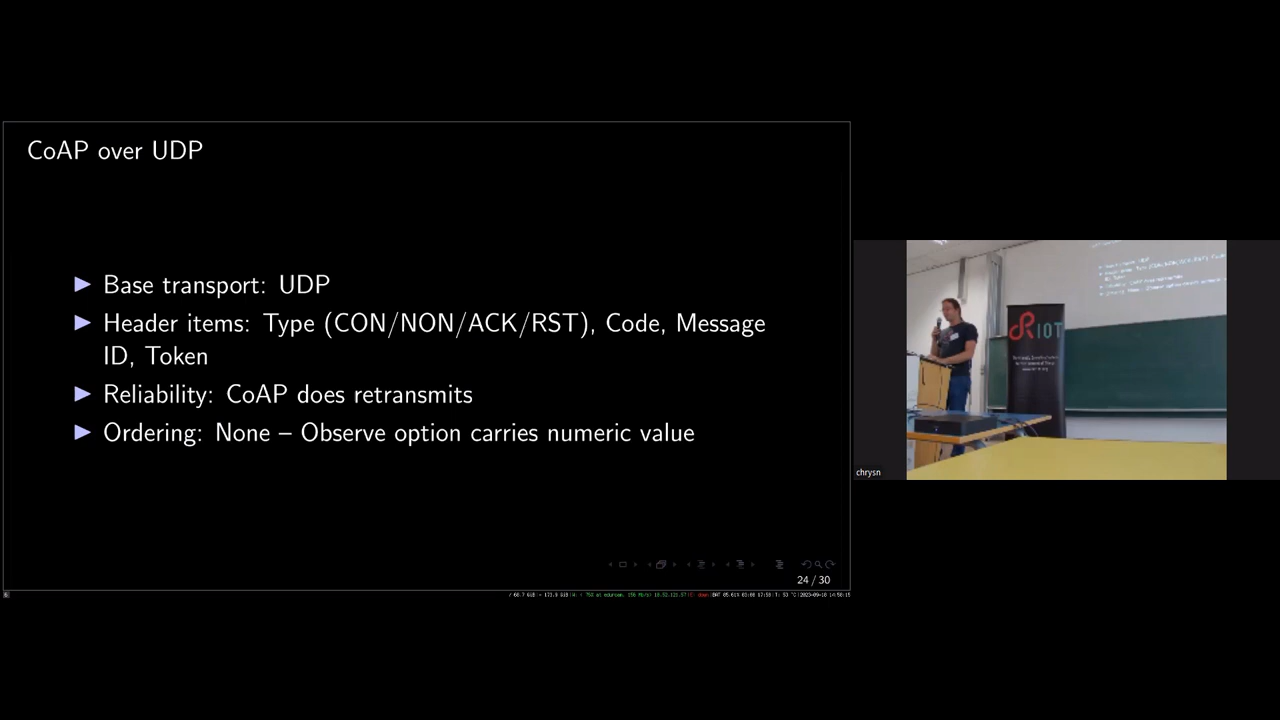 CoAP over UDP
Base transport: UDP
Header items: Type (CON/NON/ACK/RST), Code, Message
ID, Token
Reliability: CoAP does retransmits
Ordering: None – Observe option carries numeric value
24 / 30
chrysn
RIOT